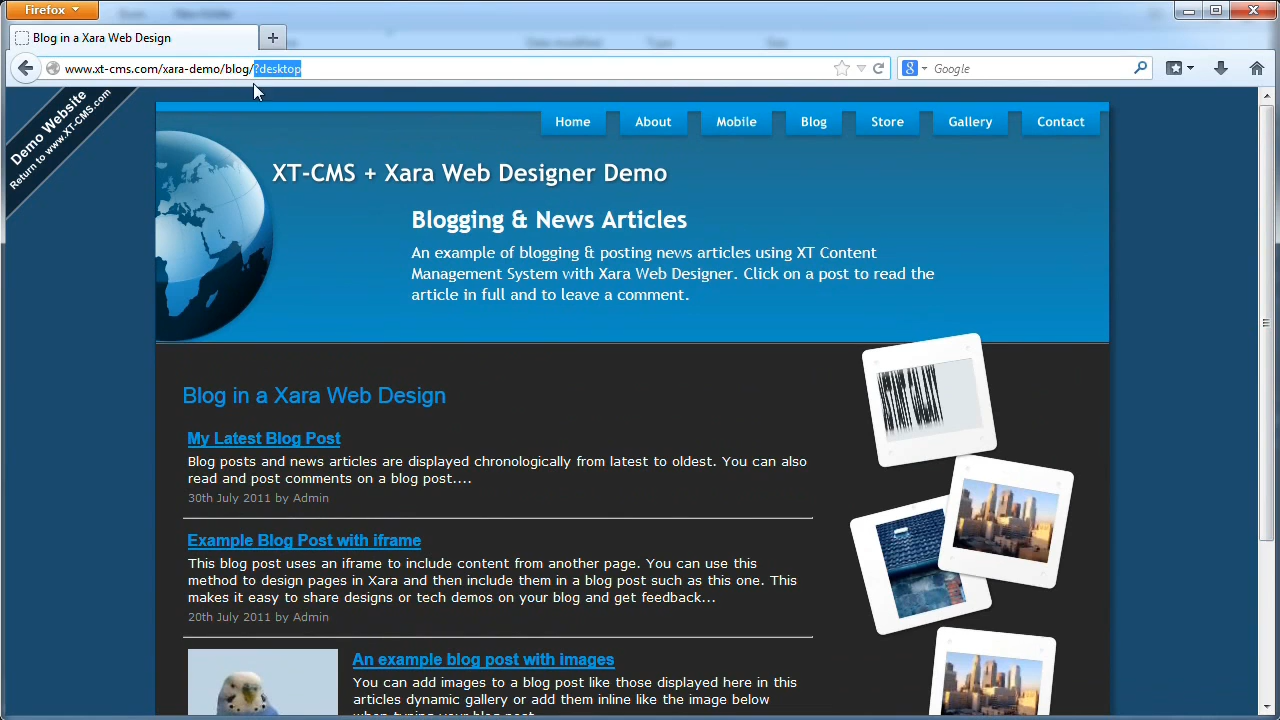 Firefox
Blog in a Xara Web Design
www.xt-cms.com/xara-demo/blog/?desktop
Google
Demo Website
Return to www.XT-CMS.com
Home About Mobile Blog Store Gallery Contact
XT-CMS + Xara Web Designer Demo
Blogging & News Articles
An example of blogging & posting news articles using XT Content
Management System with Xara Web Designer. Click on a post to read the
article in full and to leave a comment.
Blog in a Xara Web Design
My Latest Blog Post
Blog posts and news articles are displayed chronologically from latest to oldest. You can also
read and post comments on a blog post....
30th July 2011 by Admin
Example Blog Post with iframe
This blog post uses an iframe to include content from another page. You can use this
method to design pages in Xara and then include them in a blog post such as this one. This
makes it easy to share designs or tech demos on your blog and get feedback...
20th July 2011 by Admin
An example blog post with images
You can add images to a blog post like those displayed here in this
articles dynamic gallery or add them inline like the image below
when typing your blog post